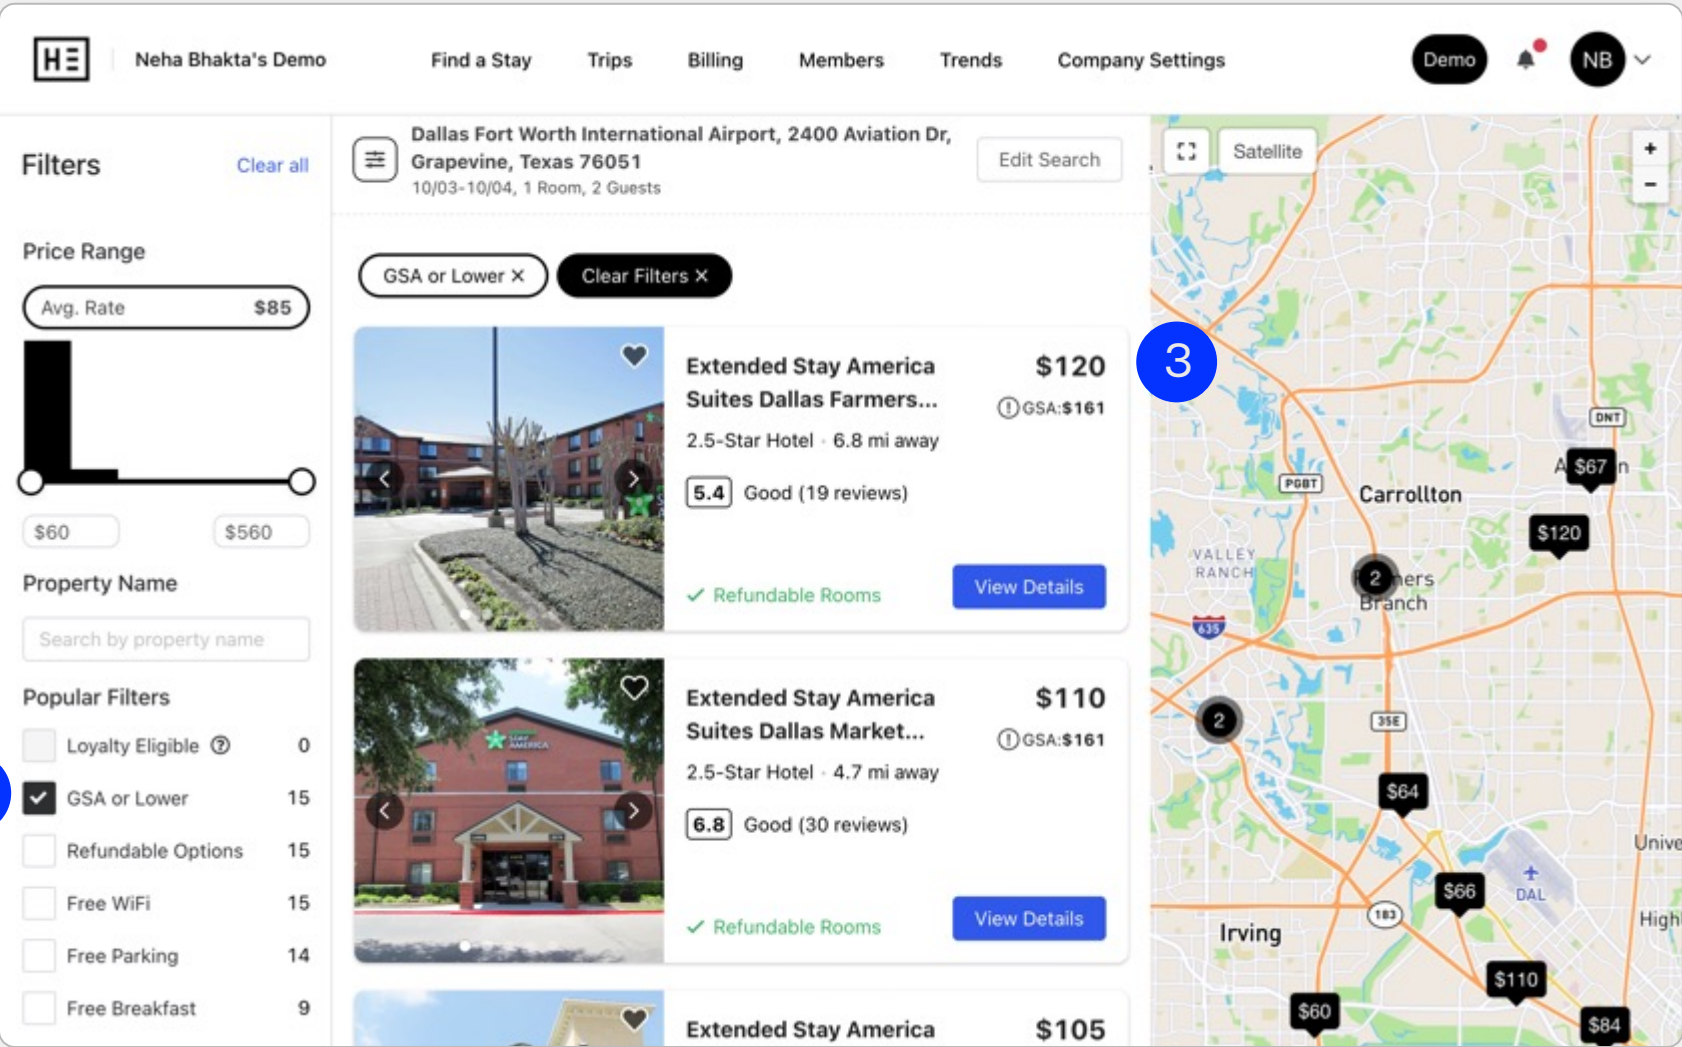 HE
Neha Bhakta's Demo
Find a Stay
Trips
Billing
Members
Trends
Company Settings
Demo
NB
Filters
Clear all
Price Range
Avg. Rate $85
$60
$560
Property Name
Search by property name
Popular Filters
Loyalty Eligible ? 0
GSA or Lower 15
Refundable Options 15
Free WiFi 15
Free Parking 14
Free Breakfast 9
Dallas Fort Worth International Airport, 2400 Aviation Dr,
Grapevine, Texas 76051
10/03-10/04, 1 Room, 2 Guests
Edit Search
GSA or Lower ×
Clear Filters ×
Extended Stay America
Suites Dallas Farmers...
$120
GSA:$161
2.5-Star Hotel · 6.8 mi away
5.4 Good (19 reviews)
✓ Refundable Rooms
View Details
3
Extended Stay America
Suites Dallas Market...
$110
GSA:$161
2.5-Star Hotel · 4.7 mi away
6.8 Good (30 reviews)
✓ Refundable Rooms
View Details
STAY
AMERICA
Extended Stay America
$105
Satellite
+
−
DNT
$67
PGBT
Carrollton
$120
VALLEY
RANCH
2
Branch
635
2
35E
$64
$66
DAL
183
Irving
$110
$60
$84